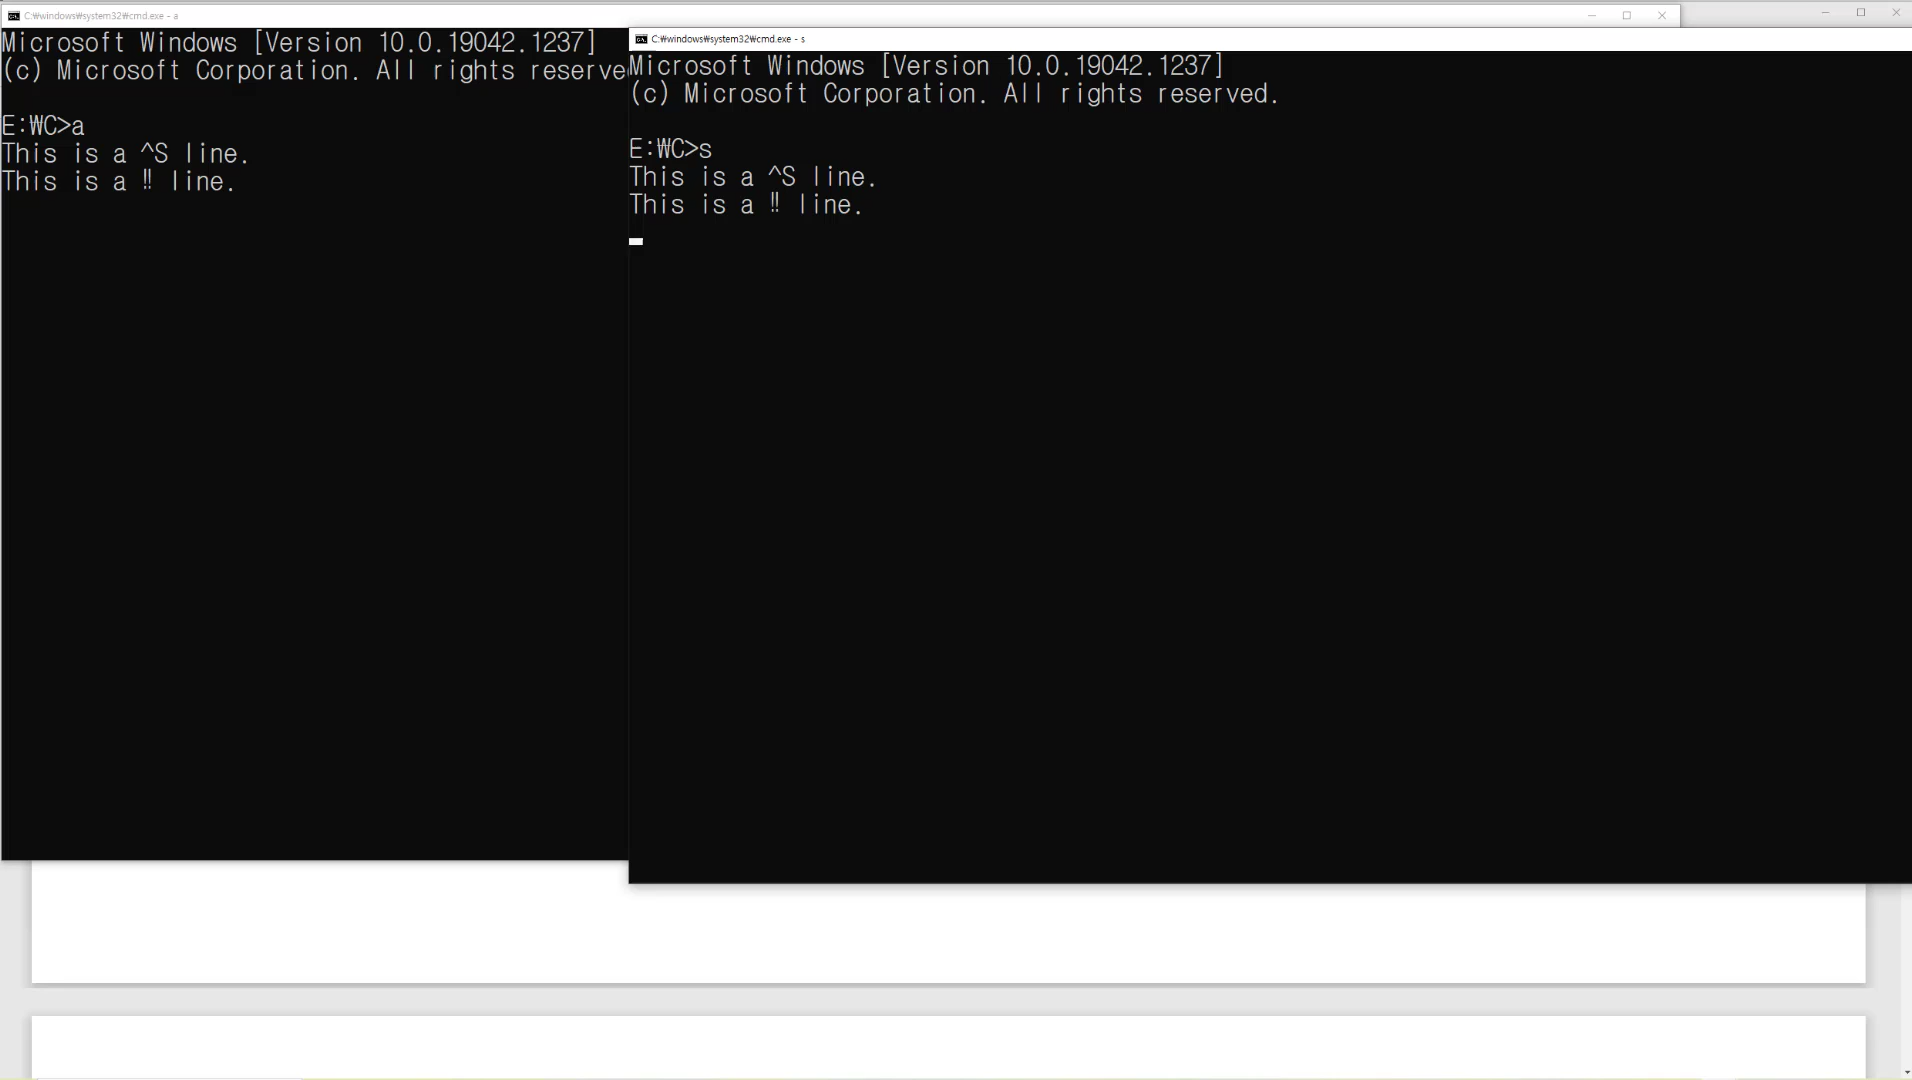 C:₩windows₩system32₩cmd.exe - a
Microsoft Windows [Version 10.0.19042.1237]
(c) Microsoft Corporation. All rights reserve
E:₩C>a
This is a ^S line.
This is a ‼ line.
C:₩windows₩system32₩cmd.exe - s
Microsoft Windows [Version 10.0.19042.1237]
(c) Microsoft Corporation. All rights reserved.
E:₩C>s
This is a ^S line.
This is a ‼ line.